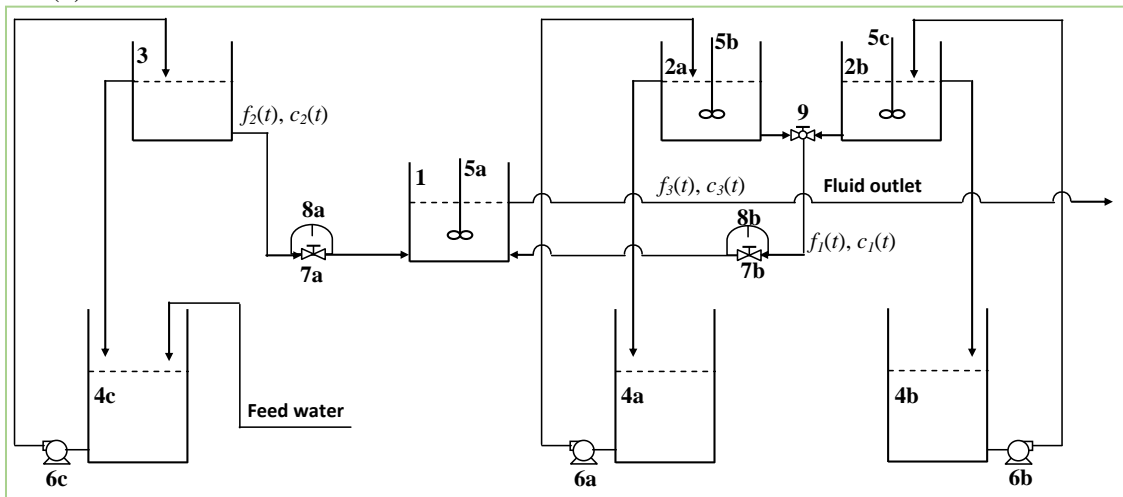 3
5b
5c
2a
2b
9
f2(t), c2(t)
1
5a
f3(t), c3(t)
Fluid outlet
8a
8b
f1(t), c1(t)
7a
7b
4c
Feed water
4a
4b
6c
6a
6b